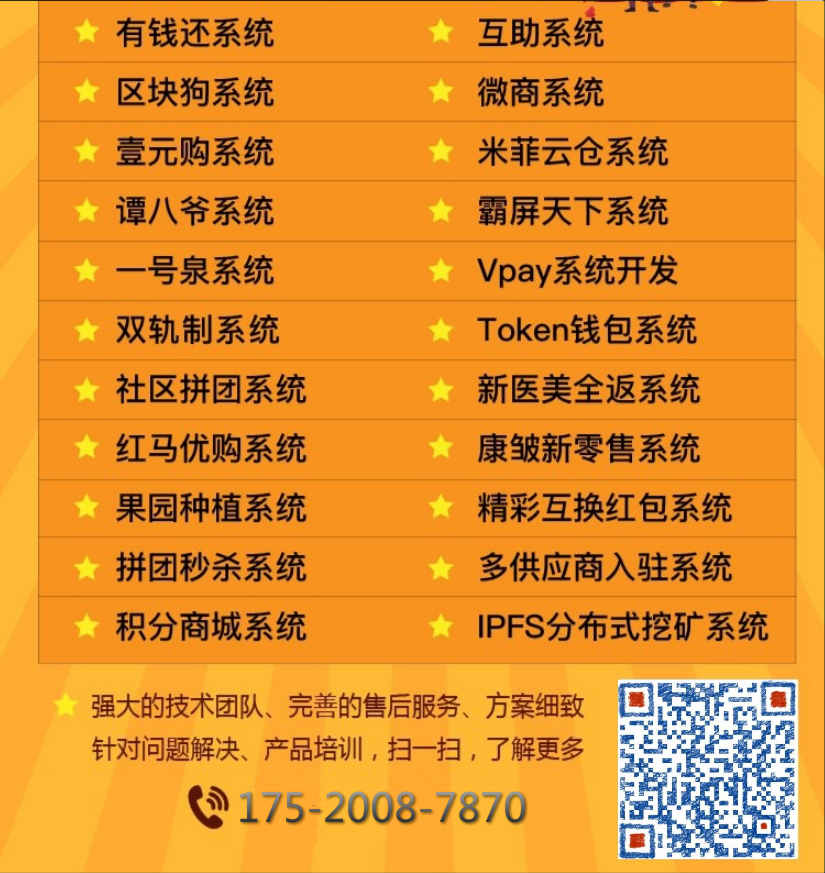 有钱还系统 互助系统
区块狗系统 微商系统
壹元购系统 米菲云仓系统
谭八爷系统 霸屏天下系统
一号泉系统 Vpay系统开发
双轨制系统 Token钱包系统
社区拼团系统 新医美全返系统
红马优购系统 康皱新零售系统
果园种植系统 精彩互换红包系统
拼团秒杀系统 多供应商入驻系统
积分商城系统 IPFS分布式挖矿系统
强大的技术团队、完善的售后服务、方案细致
针对问题解决、产品培训，扫一扫，了解更多
175-2008-7870